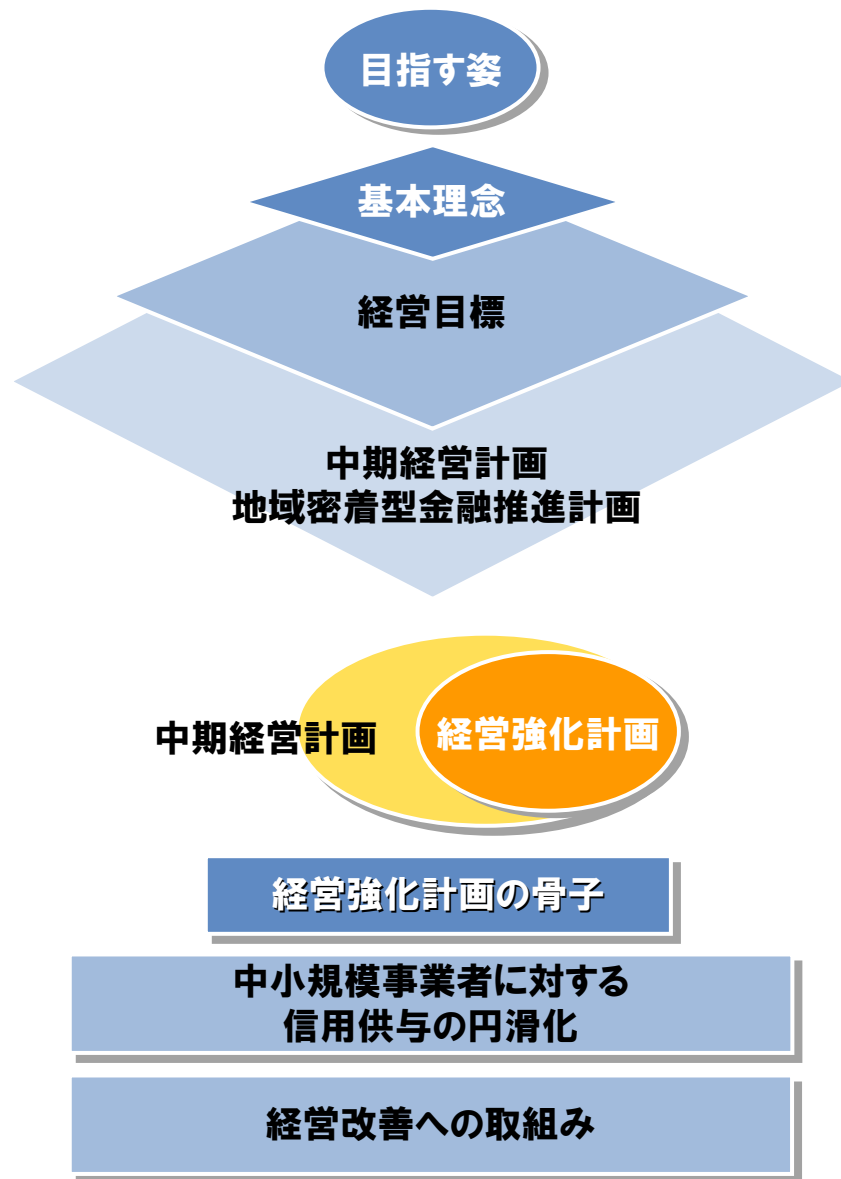 目指す姿
基本理念
経営目標
中期経営計画
地域密着型金融推進計画
中期経営計画
経営強化計画
経営強化計画の骨子
中小規模事業者に対する
信用供与の円滑化
経営改善への取組み